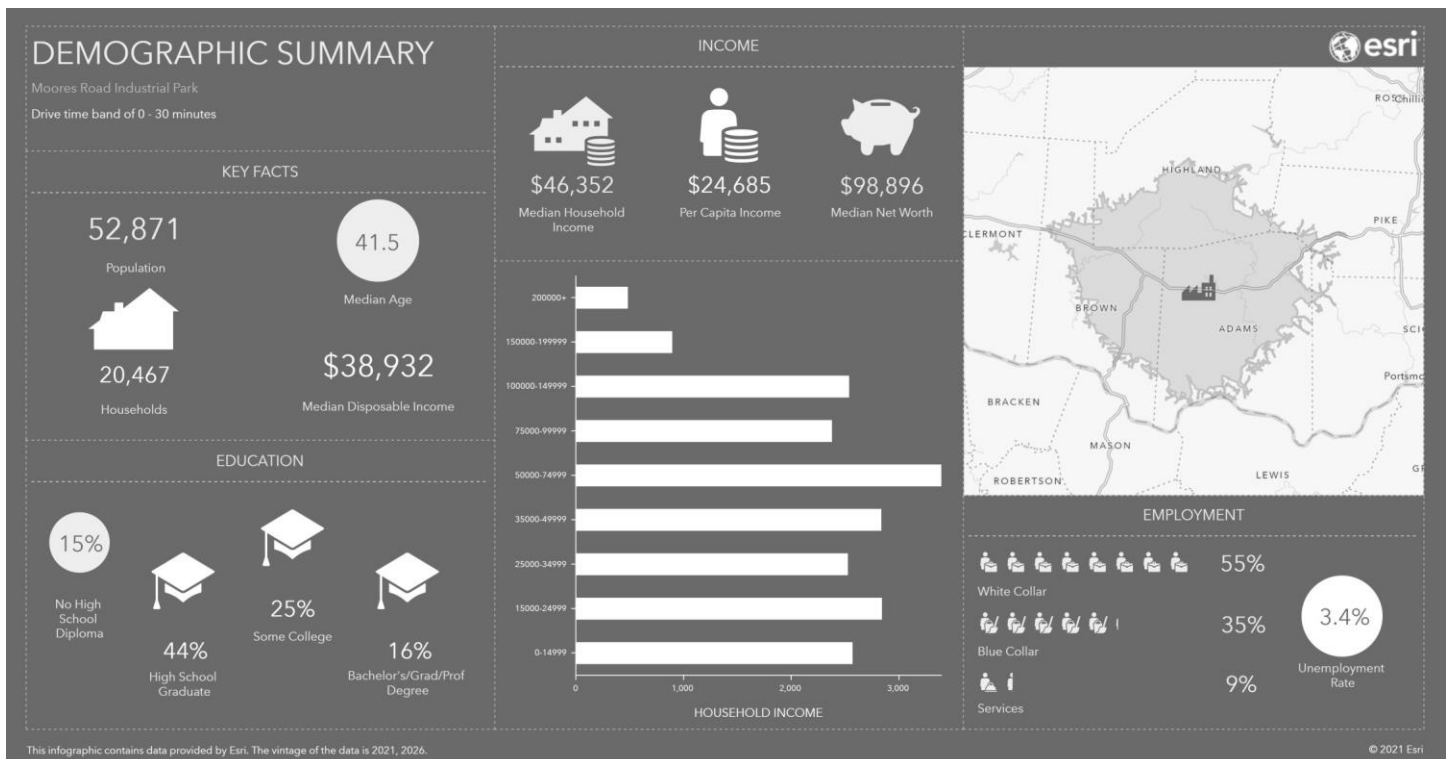 DEMOGRAPHIC SUMMARY
Moores Road Industrial Park
Drive time band of 0 - 30 minutes
KEY FACTS
52,871
Population
41.5
Median Age
20,467
Households
$38,932
Median Disposable Income
EDUCATION
15%
No High
School
Diploma
44%
High School
Graduate
25%
Some College
16%
Bachelor's/Grad/Prof
Degree
INCOME
$46,352
Median Household
Income
$24,685
Per Capita Income
$98,896
Median Net Worth
200000+
150000-199999
100000-149999
75000-99999
50000-74999
35000-49999
25000-34999
15000-24999
0-14999
0 1,000 2,000 3,000
HOUSEHOLD INCOME
esri
Chillic
HIGHLAND
PIKE
CLERMONT
BROWN
ADAMS
SCI
Portsmo
BRACKEN
MASON
LEWIS
ROBERTSON
EMPLOYMENT
55%
White Collar
35%
Blue Collar
9%
Services
3.4%
Unemployment
Rate
This infographic contains data provided by Esri. The vintage of the data is 2021, 2026.
© 2021 Esri